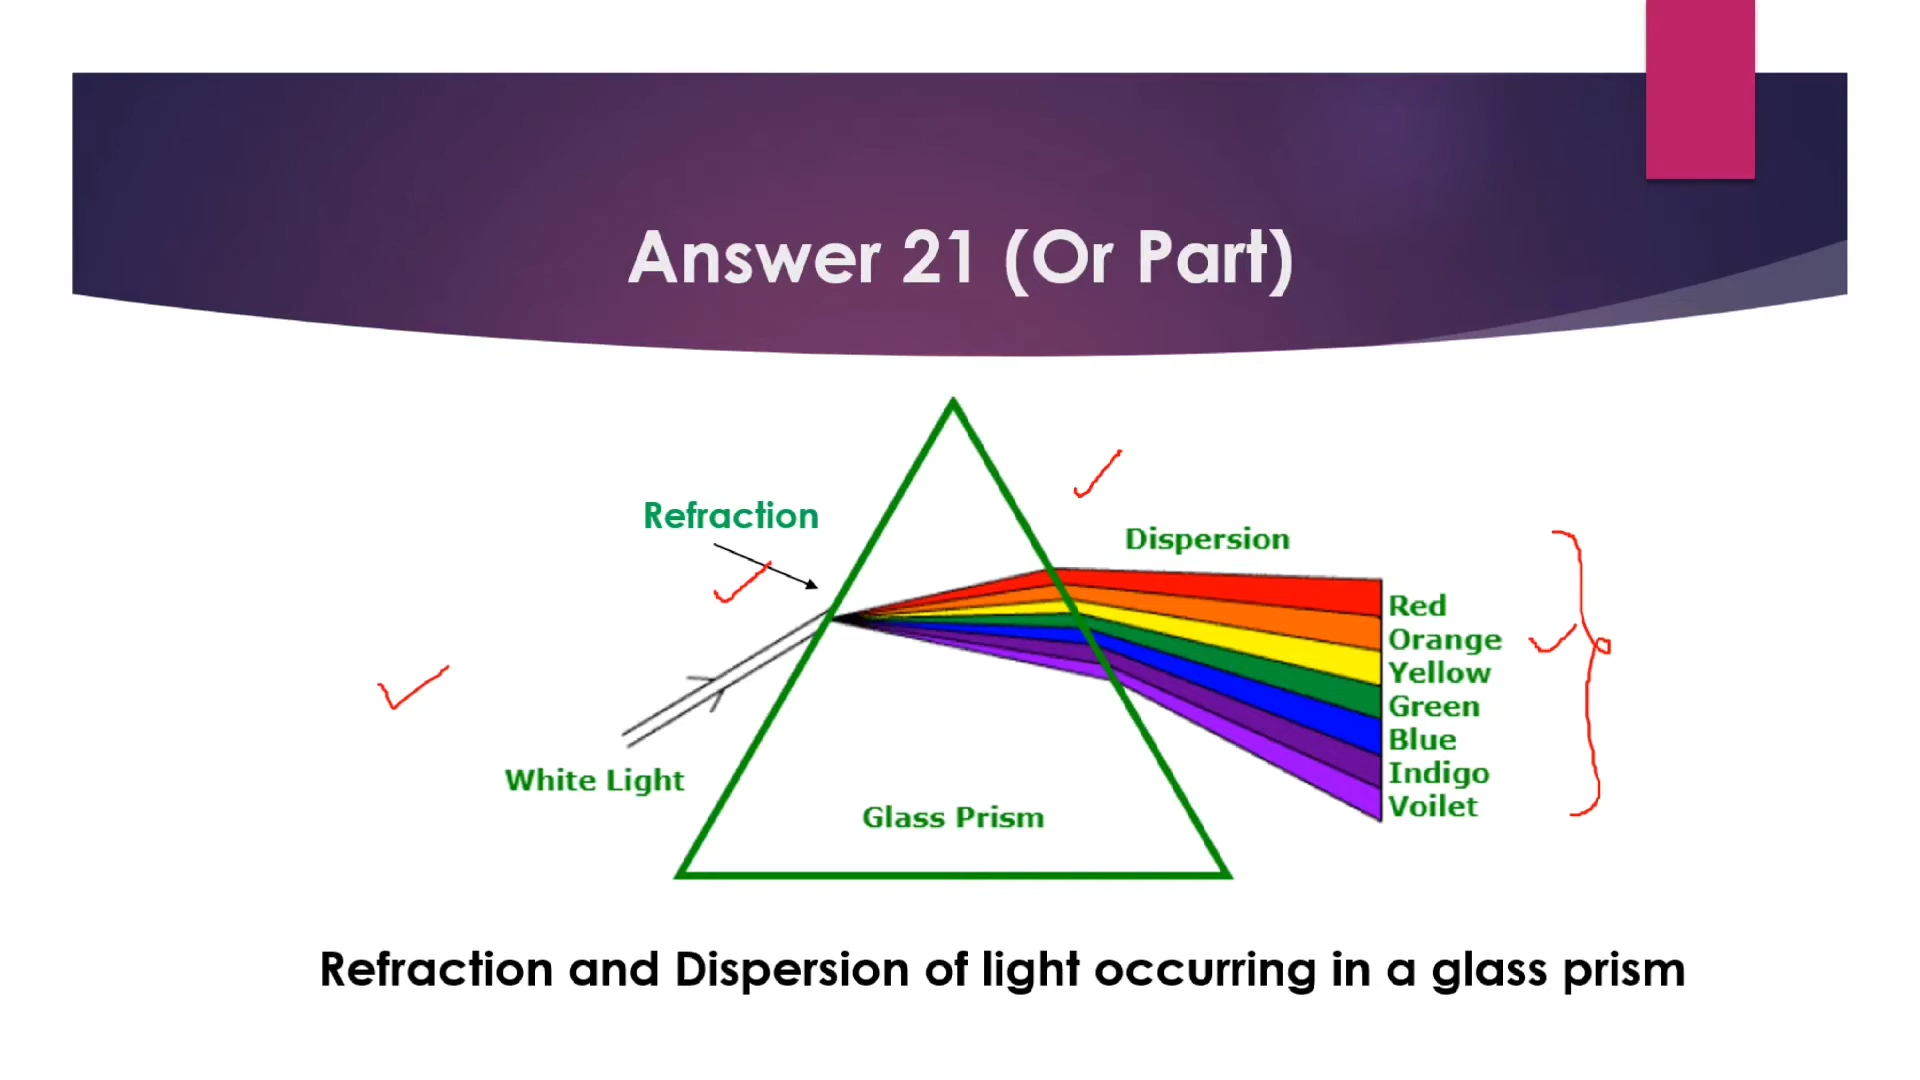 Answer 21 (Or Part)
Refraction
Dispersion
Red
Orange
Yellow
Green
Blue
Indigo
Voilet
White Light
Glass Prism
Refraction and Dispersion of light occurring in a glass prism